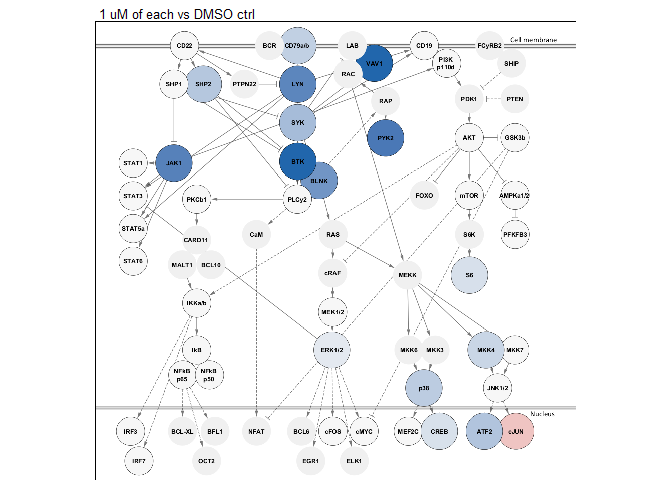 1 uM of each vs DMSO ctrl
Cell membrane
CD22
BCR
CD79a/b
LAB
CD19
FCyRB2
VAV1
PI3K
p110d
SHIP
RAC
SHP1
SHP2
PTPN22
LYN
RAP
PDK1
PTEN
SYK
PYK2
AKT
GSK3b
STAT1
JAK1
BTK
BLNK
STAT3
PKCb1
PLCy2
FOXO
mTOR
AMPKa1/2
STAT5a
CARD11
CaM
RAS
S6K
PFKFB3
STAT6
MALT1
BCL10
cRAF
MEKK
S6
IKKa/b
MEK1/2
IkB
ERK1/2
MKK6
MKK3
MKK4
MKK7
NFkB
p65
NFkB
p50
p38
JNK1/2
Nucleus
IRF3
BCL-XL
BFL1
NFAT
BCL6
cFOS
cMYC
MEF2C
CREB
ATF2
cJUN
IRF7
OCT2
EGR1
ELK1